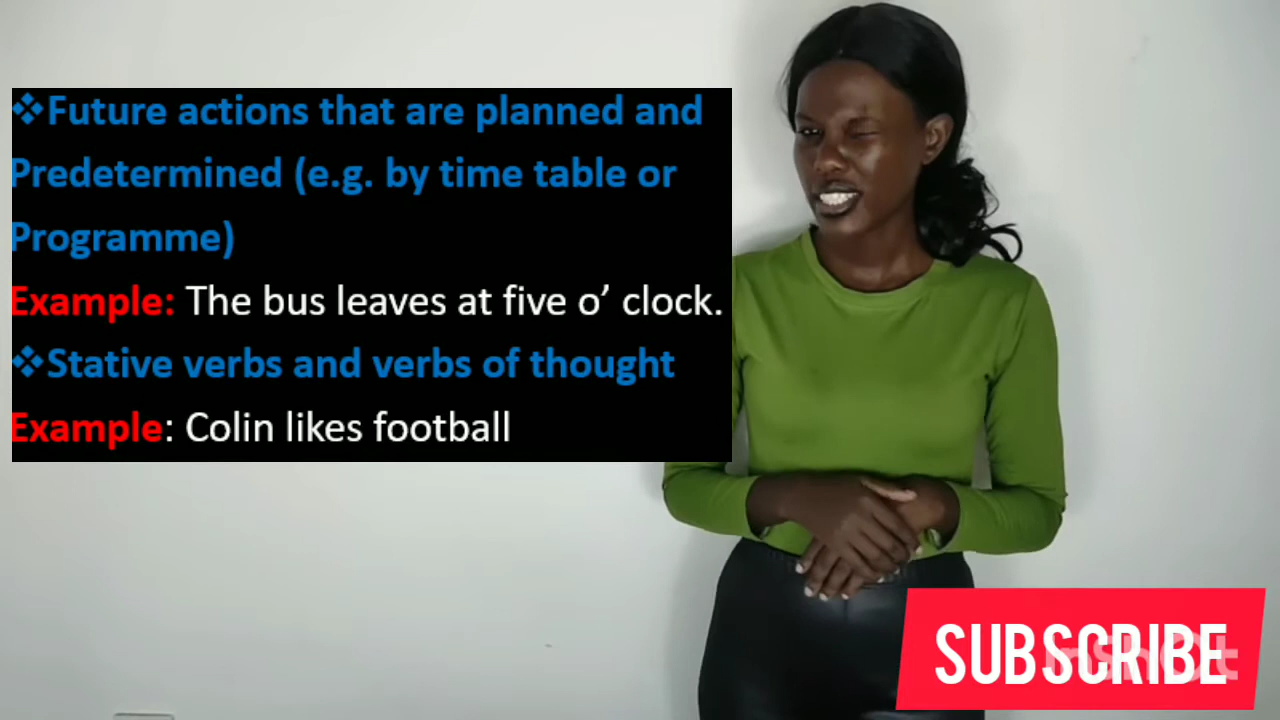 ❖Future actions that are planned and
Predetermined (e.g. by time table or
Programme)
Example: The bus leaves at five o’ clock.
❖Stative verbs and verbs of thought
Example: Colin likes football
SUBSCRIBE
InShot